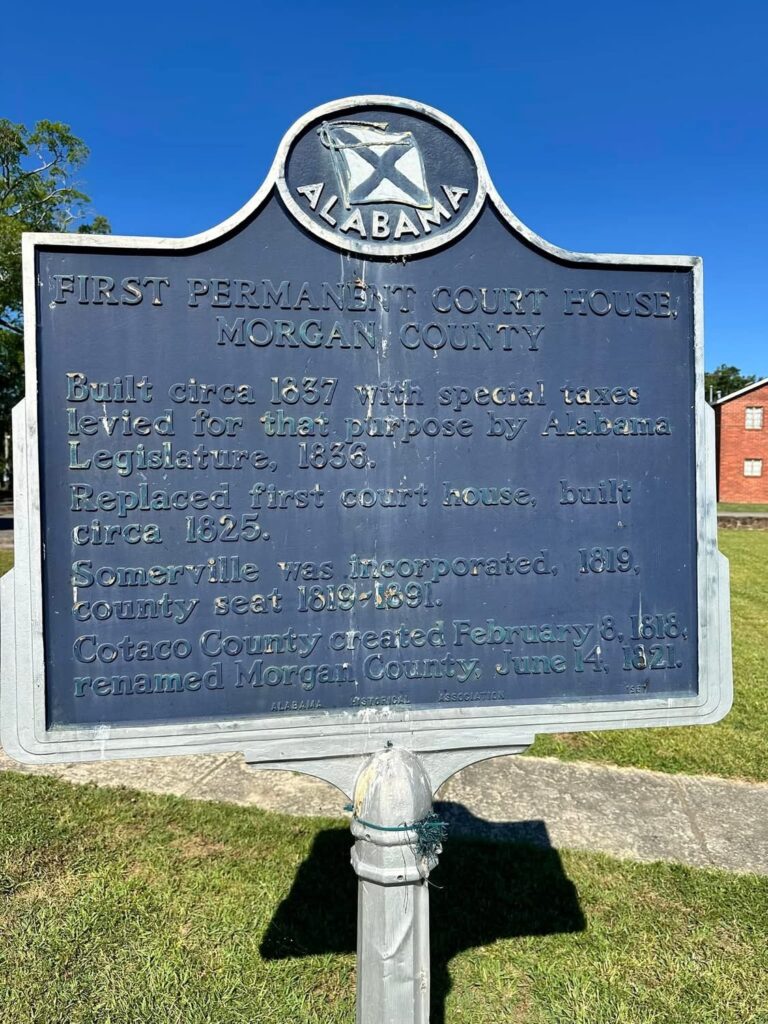 ALABAMA
FIRST PERMANENT COURT HOUSE,
MORGAN COUNTY
Built circa 1837 with special taxes
levied for that purpose by Alabama
Legislature, 1836.
Replaced first court house, built
circa 1825.
Somerville was incorporated, 1819,
county seat 1819-1891.
Cotaco County created February 8, 1818,
renamed Morgan County, June 14, 1821.
ALABAMA HISTORICAL ASSOCIATION